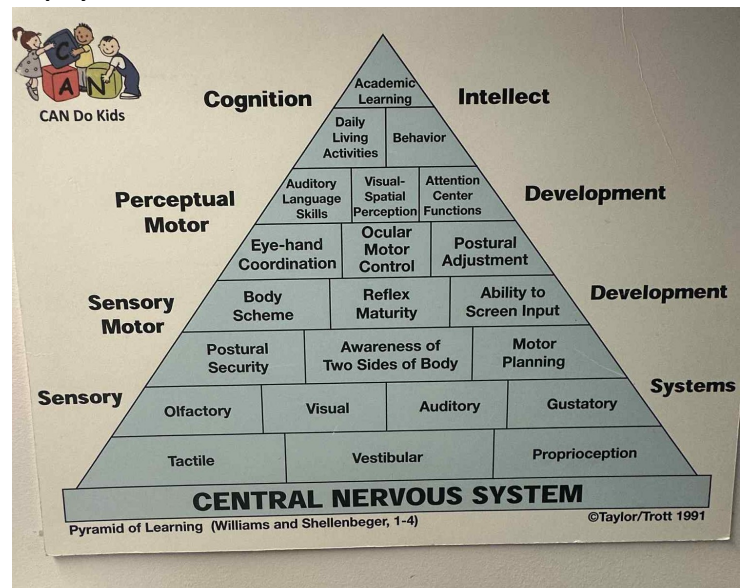 C
A N
CAN Do Kids
Cognition
Academic
Learning
Intellect
Daily
Living
Activities
Behavior
Perceptual
Motor
Auditory
Language
Skills
Visual-
Spatial
Perception
Attention
Center
Functions
Development
Eye-hand
Coordination
Ocular
Motor
Control
Postural
Adjustment
Sensory
Motor
Body
Scheme
Reflex
Maturity
Ability to
Screen Input
Development
Postural
Security
Awareness of
Two Sides of Body
Motor
Planning
Sensory
Olfactory
Visual
Auditory
Gustatory
Systems
Tactile
Vestibular
Proprioception
CENTRAL NERVOUS SYSTEM
Pyramid of Learning (Williams and Shellenbeger, 1-4)
©Taylor/Trott 1991